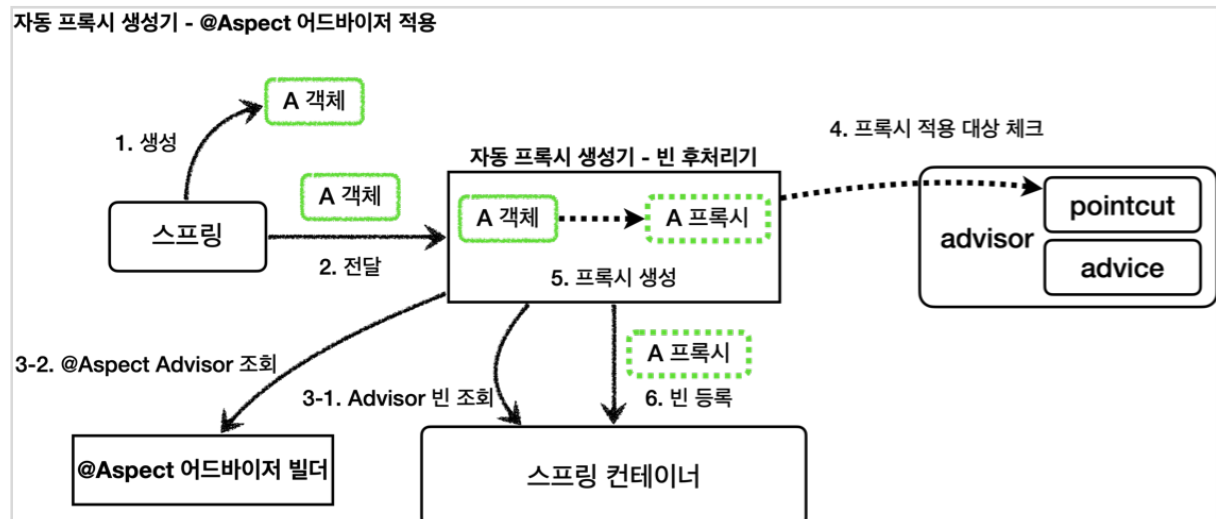 자동 프록시 생성기 - @Aspect 어드바이저 적용
A 객체
1. 생성
4. 프록시 적용 대상 체크
자동 프록시 생성기 - 빈 후처리기
A 객체
스프링
2. 전달
A 객체
A 프록시
5. 프록시 생성
advisor
pointcut
advice
3-2. @Aspect Advisor 조회
3-1. Advisor 빈 조회
A 프록시
6. 빈 등록
@Aspect 어드바이저 빌더
스프링 컨테이너